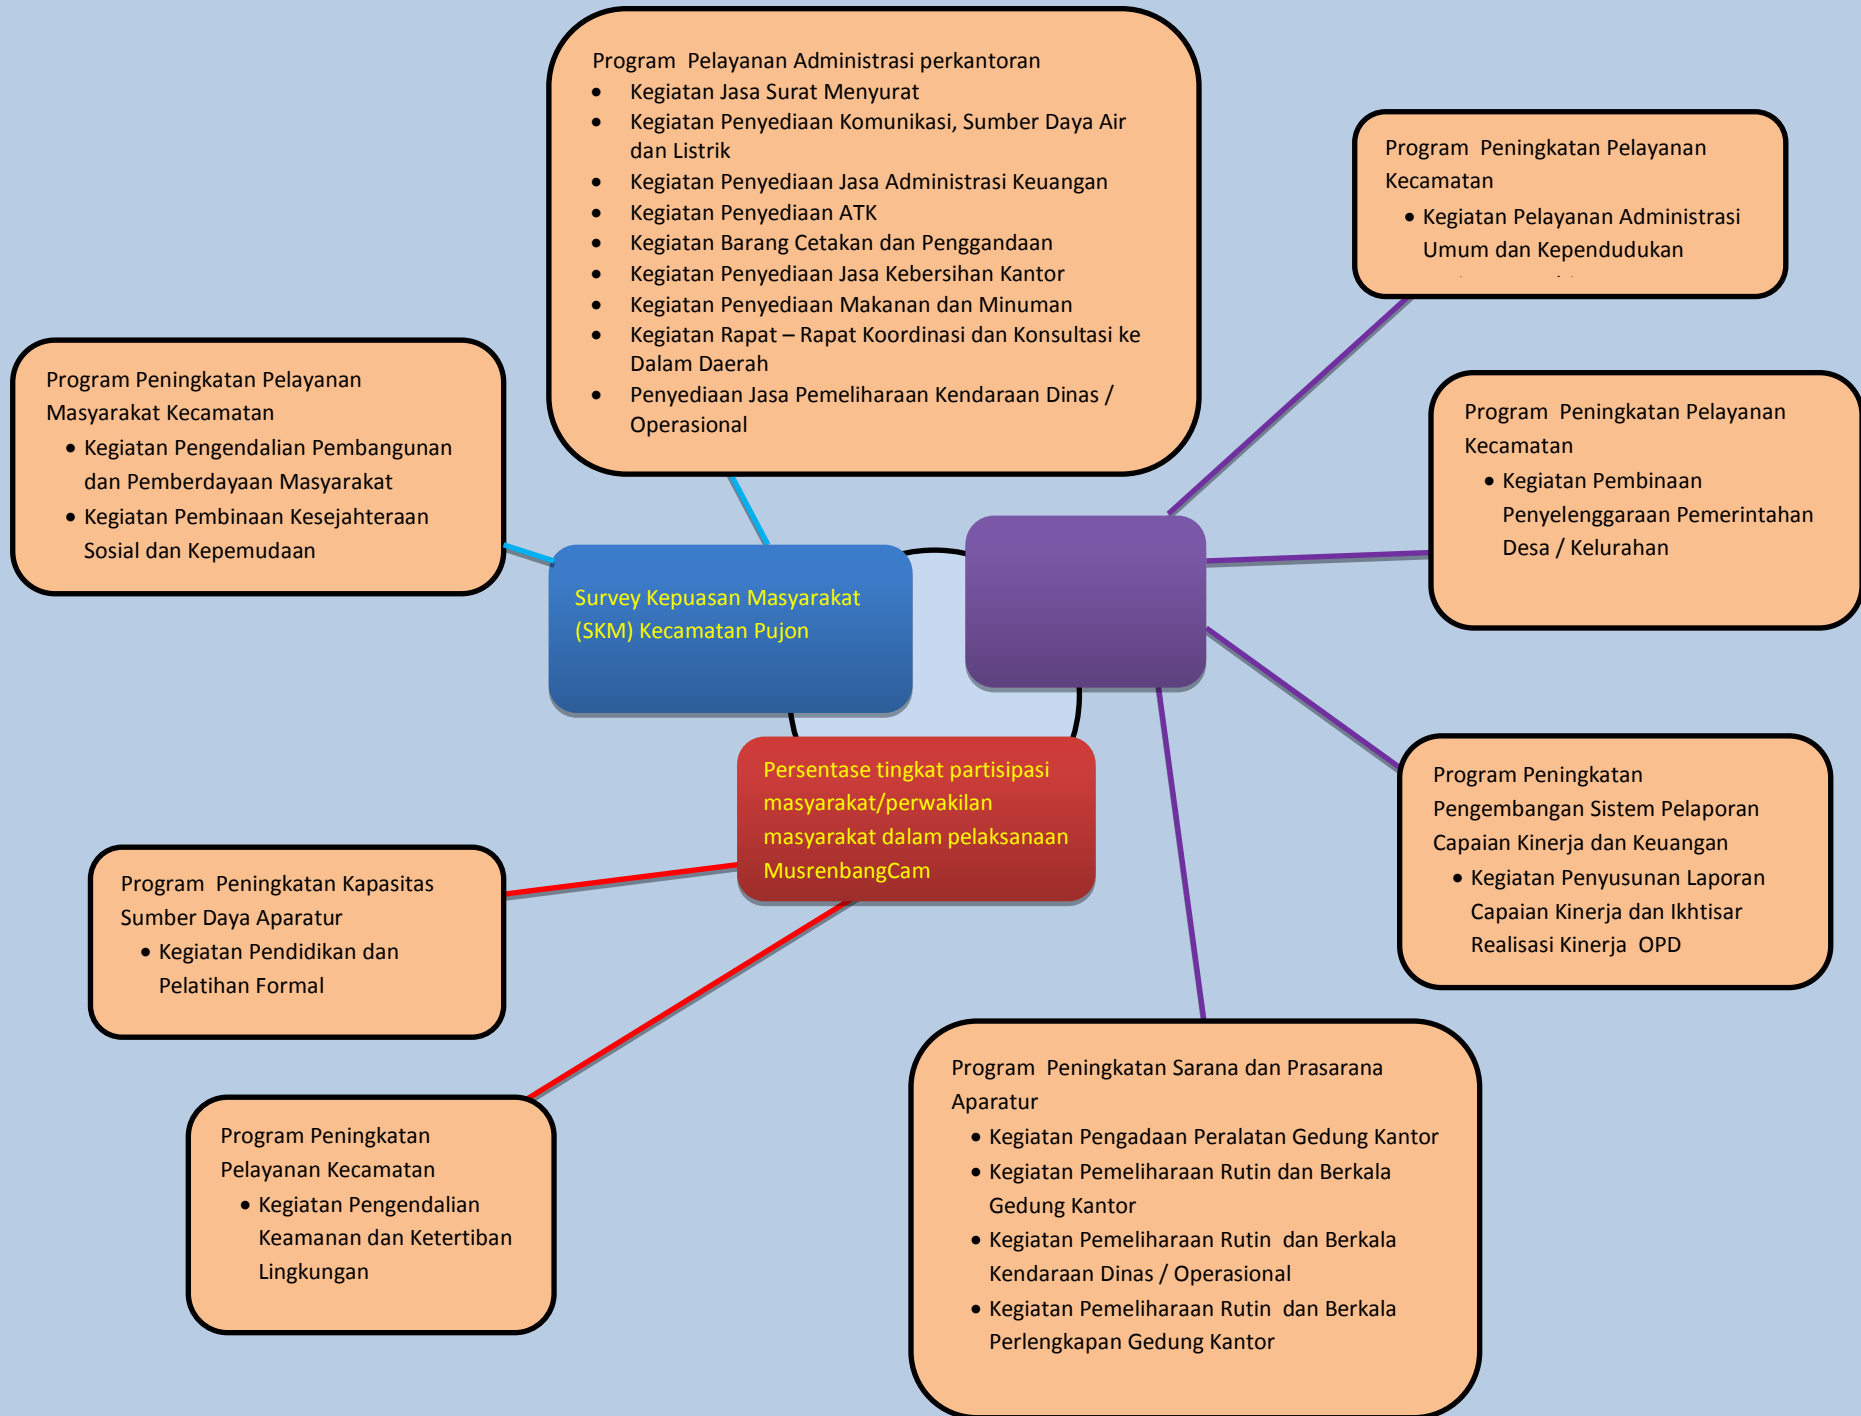 Program  Pelayanan Administrasi perkantoran
• Kegiatan Jasa Surat Menyurat
• Kegiatan Penyediaan Komunikasi, Sumber Daya Air
dan Listrik
• Kegiatan Penyediaan Jasa Administrasi Keuangan
• Kegiatan Penyediaan ATK
• Kegiatan Barang Cetakan dan Penggandaan
• Kegiatan Penyediaan Jasa Kebersihan Kantor
• Kegiatan Penyediaan Makanan dan Minuman
• Kegiatan Rapat – Rapat Koordinasi dan Konsultasi ke
Dalam Daerah
• Penyediaan Jasa Pemeliharaan Kendaraan Dinas /
Operasional
Program  Peningkatan Pelayanan
Kecamatan
• Kegiatan Pelayanan Administrasi
Umum dan Kependudukan
Program Peningkatan Pelayanan
Masyarakat Kecamatan
• Kegiatan Pengendalian Pembangunan
dan Pemberdayaan Masyarakat
• Kegiatan Pembinaan Kesejahteraan
Sosial dan Kepemudaan
Program  Peningkatan Pelayanan
Kecamatan
• Kegiatan Pembinaan
Penyelenggaraan Pemerintahan
Desa / Kelurahan
Survey Kepuasan Masyarakat
(SKM) Kecamatan Pujon
Persentase tingkat partisipasi
masyarakat/perwakilan
masyarakat dalam pelaksanaan
MusrenbangCam
Program Peningkatan
Pengembangan Sistem Pelaporan
Capaian Kinerja dan Keuangan
• Kegiatan Penyusunan Laporan
Capaian Kinerja dan Ikhtisar
Realisasi Kinerja  OPD
Program  Peningkatan Kapasitas
Sumber Daya Aparatur
• Kegiatan Pendidikan dan
Pelatihan Formal
Program  Peningkatan Sarana dan Prasarana
Aparatur
• Kegiatan Pengadaan Peralatan Gedung Kantor
• Kegiatan Pemeliharaan Rutin dan Berkala
Gedung Kantor
• Kegiatan Pemeliharaan Rutin  dan Berkala
Kendaraan Dinas / Operasional
• Kegiatan Pemeliharaan Rutin  dan Berkala
Perlengkapan Gedung Kantor
Program Peningkatan
Pelayanan Kecamatan
• Kegiatan Pengendalian
Keamanan dan Ketertiban
Lingkungan